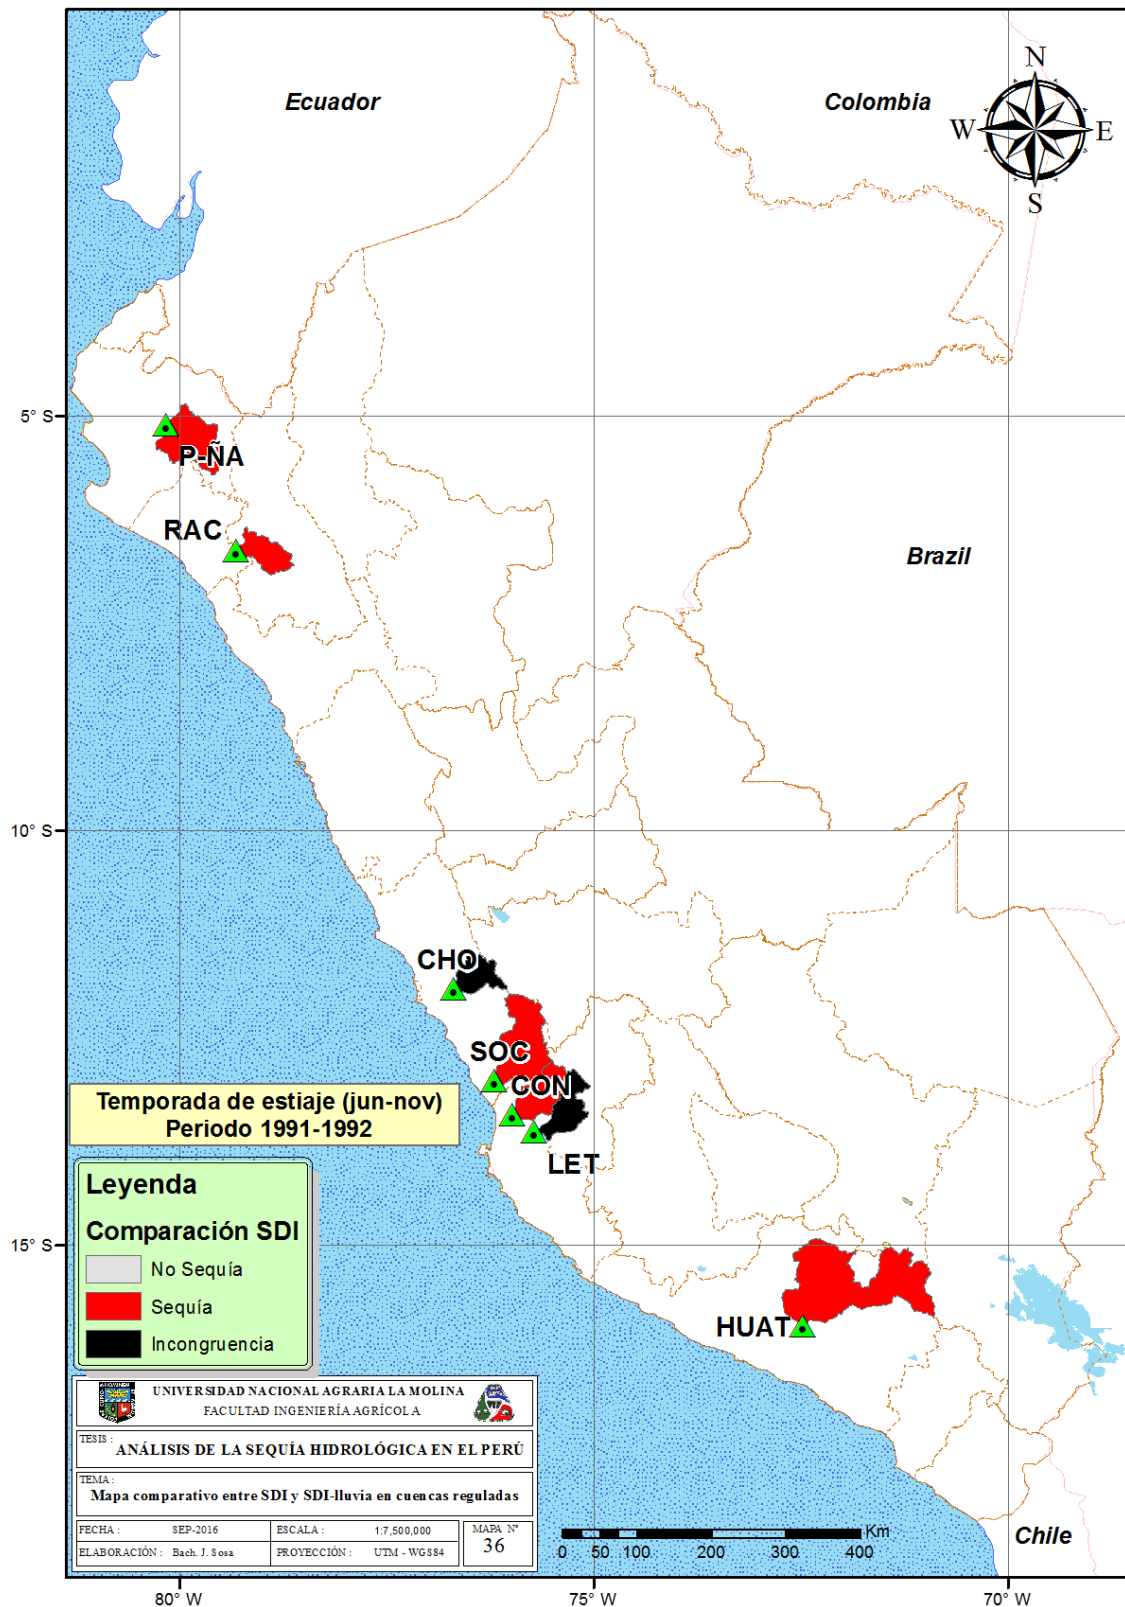 Ecuador
Colombia
N
W
E
S
5° S
P-ÑA
RAC
Brazil
10° S
CHO
SOC
CON
LET
Temporada de estiaje (jun-nov)
Periodo 1991-1992
Leyenda
Comparación SDI
No Sequía
Sequía
Incongruencia
15° S
HUAT
UNIVERSIDAD NACIONAL AGRARIA LA MOLINA
FACULTAD INGENIERÍA AGRÍCOLA
TESIS :
ANÁLISIS DE LA SEQUÍA HIDROLÓGICA EN EL PERÚ
TEMA :
Mapa comparativo entre SDI y SDI-lluvia en cuencas reguladas
FECHA : SEP-2016 ESCALA : 1:7,500,000 MAPA Nº
36
ELABORACIÓN : Bach. J. Sosa PROYECCIÓN : UTM - WGS84
Km
0 50 100 200 300 400
Chile
80° W
75° W
70° W